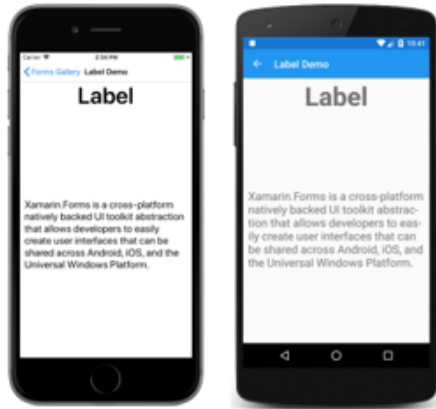 Carrier 2:34 PM
Forms Gallery Label Demo
Label
Xamarin.Forms is a cross-platform
natively backed UI toolkit abstraction
that allows developers to easily
create user interfaces that can be
shared across Android, iOS, and the
Universal Windows Platform.
10:41
Label Demo
Label
Xamarin.Forms is a cross-platform
natively backed UI toolkit abstrac-
tion that allows developers to eas-
ily create user interfaces that can
be shared across Android, iOS, and
the Universal Windows Platform.